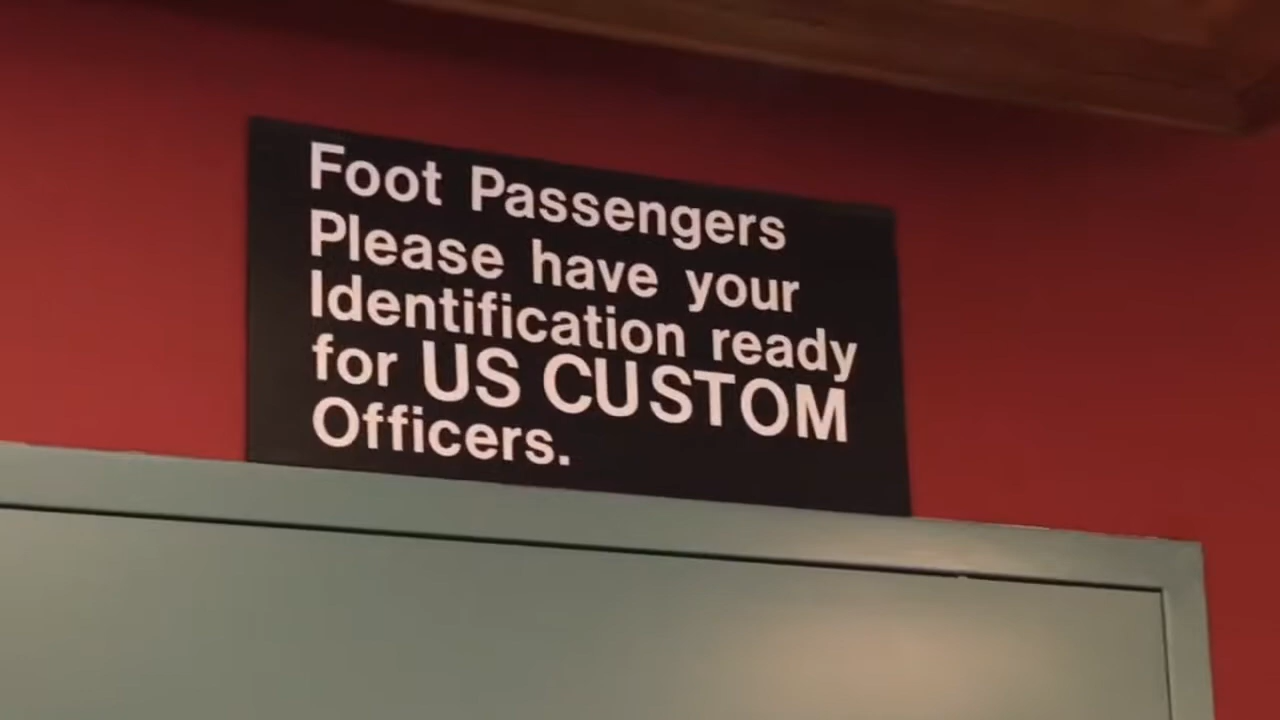 Foot Passengers
Please have your
Identification ready
for US CUSTOM
Officers.